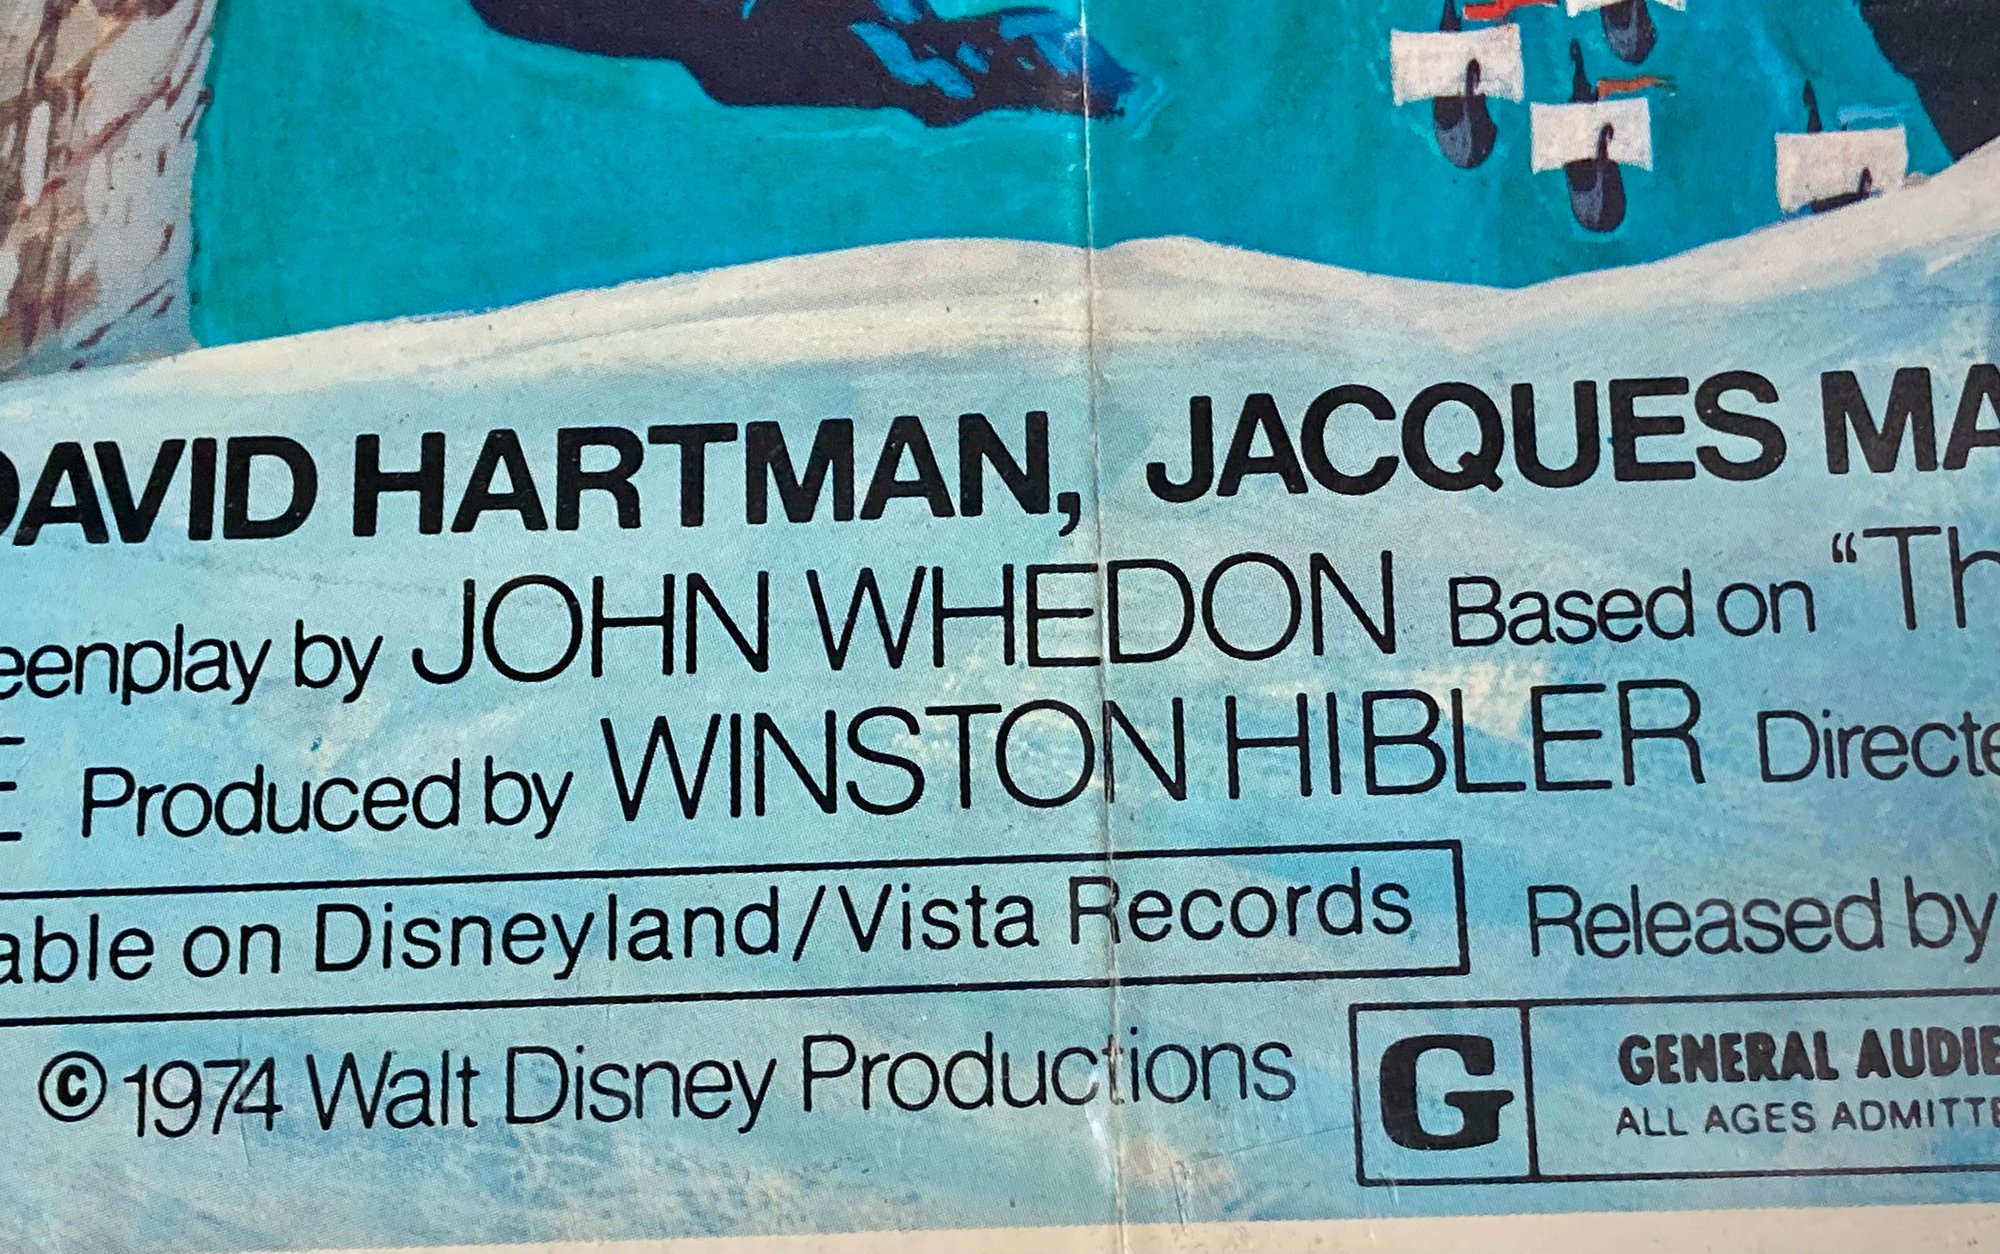 DAVID HARTMAN, JACQUES MA
eenplay by JOHN WHEDON Based on "Th
E Produced by WINSTON HIBLER Directe
able on Disneyland/Vista Records Released by
© 1974 Walt Disney Productions G GENERAL AUDIE
ALL AGES ADMITTE